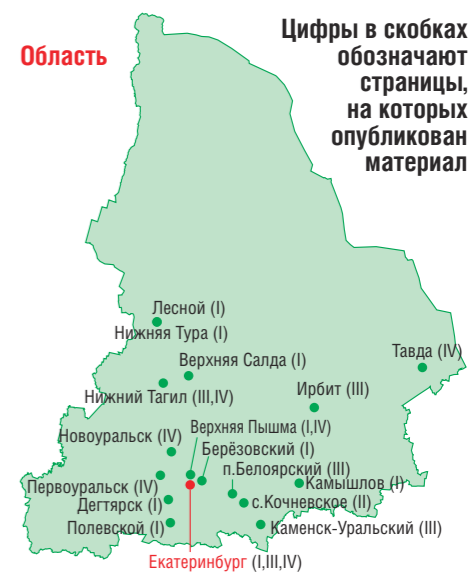 Область
Цифры в скобках
обозначают
страницы,
на которых
опубликован
материал
Лесной (I)
Нижняя Тура (I)
Верхняя Салда (I)
Тавда (IV)
Нижний Тагил (III,IV)
Ирбит (III)
Верхняя Пышма (I,IV)
Новоуральск (IV)
Берёзовский (I)
п.Белоярский (III)
Первоуральск (IV)
Камышлов (I)
Дегтярск (I)
с.Кочневское (II)
Полевской (I)
Каменск-Уральский (III)
Екатеринбург (I,III,IV)